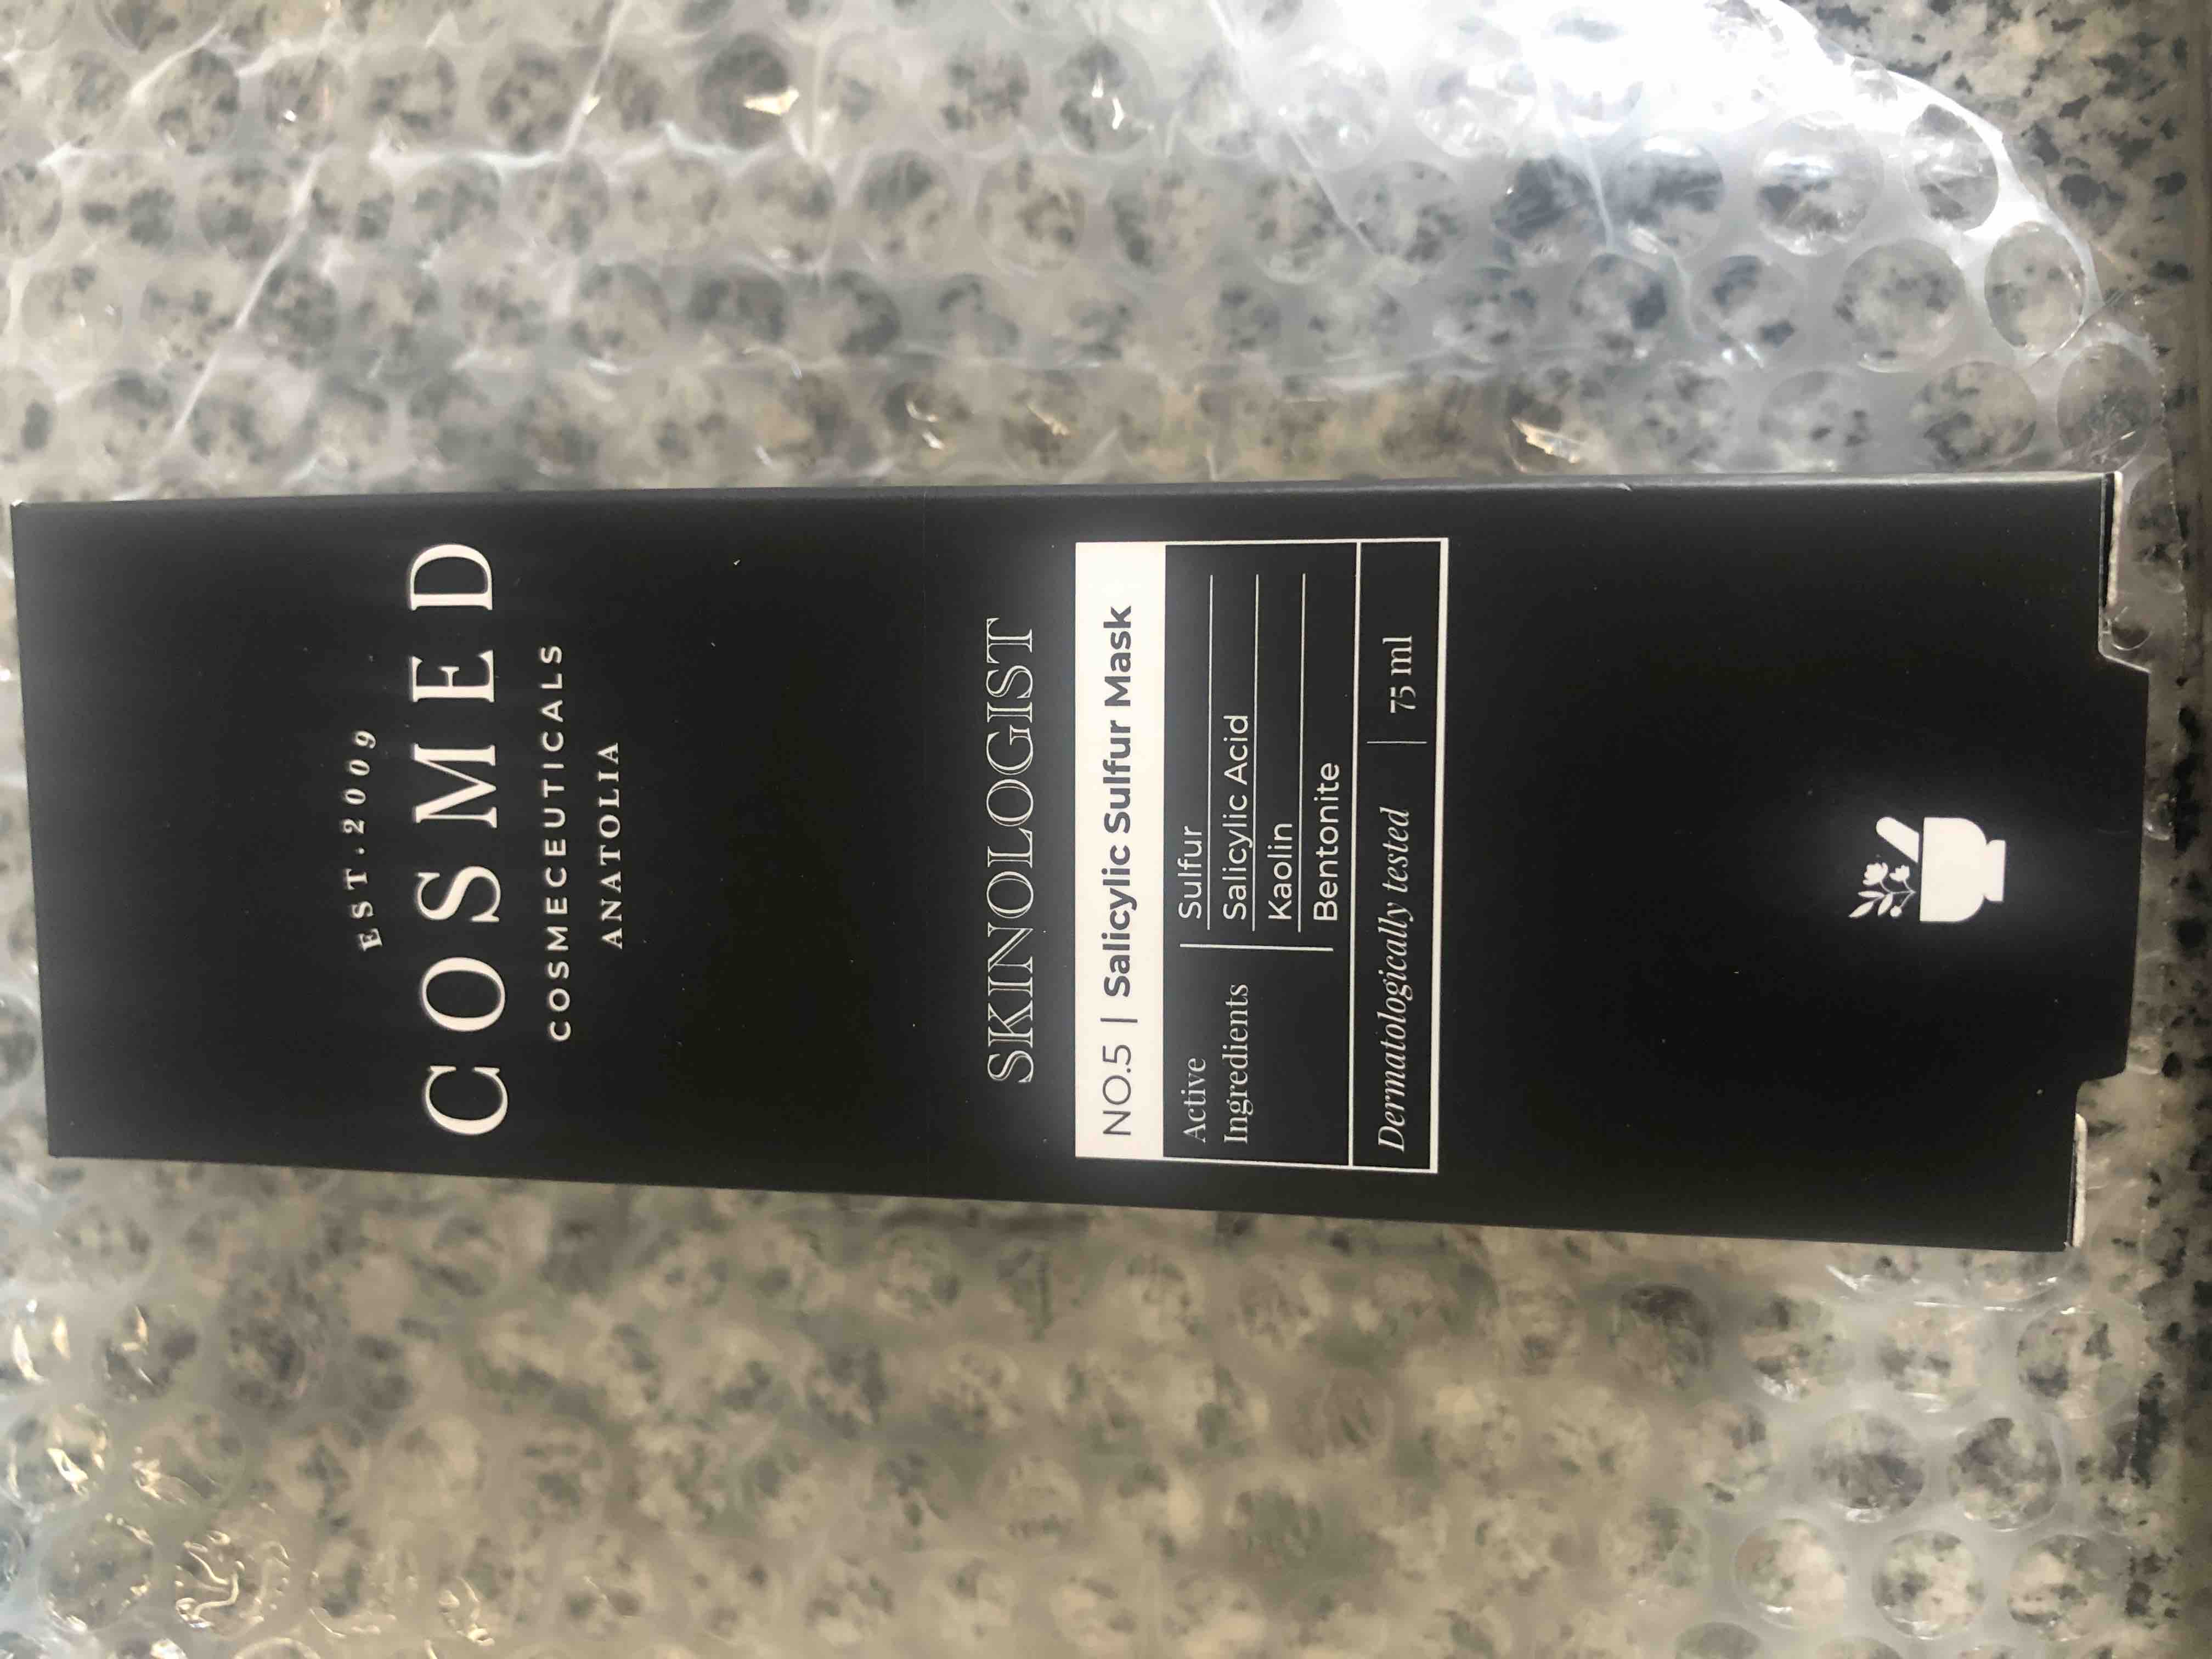 EST.2009
COSMED
COSMECEUTICALS
ANATOLIA
SKINOLOGIST
NO.5 | Salicylic Sulfur Mask
Active
Ingredients
Sulfur
Salicylic Acid
Kaolin
Bentonite
Dermatologically tested | 75 ml